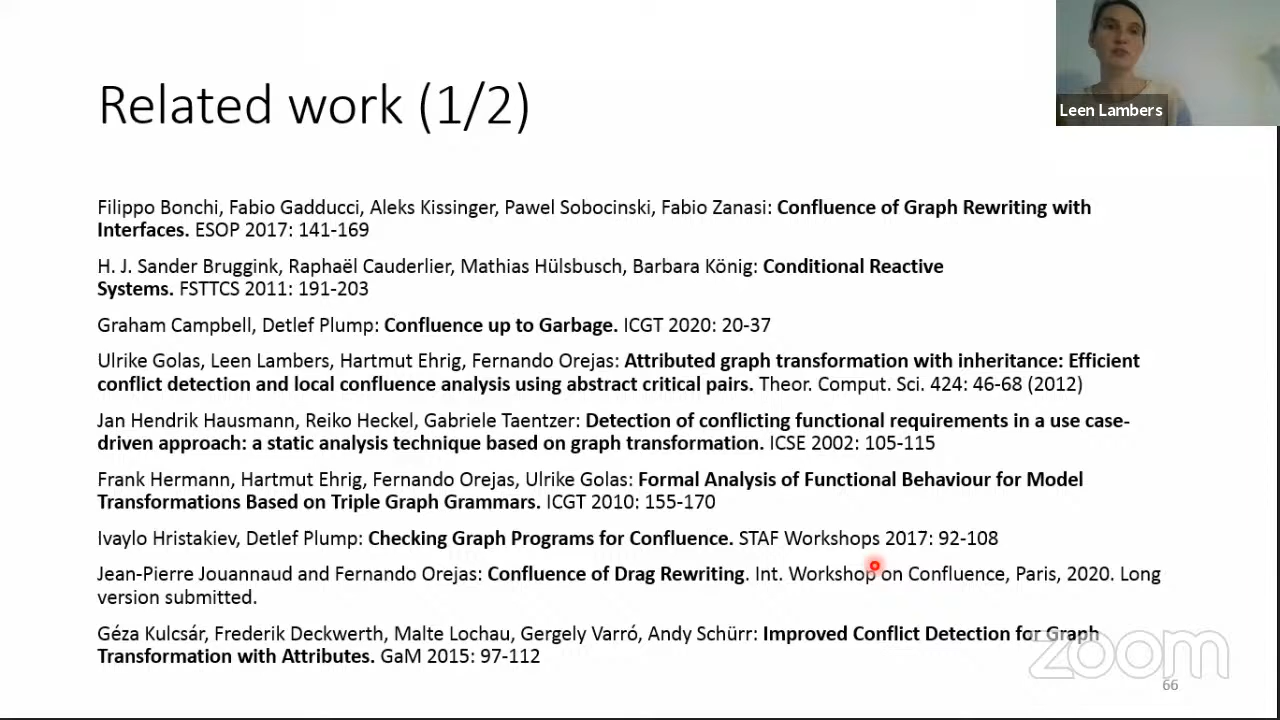 Leen Lambers
Related work (1/2)
Filippo Bonchi, Fabio Gadducci, Aleks Kissinger, Pawel Sobocinski, Fabio Zanasi: Confluence of Graph Rewriting with
Interfaces. ESOP 2017: 141-169
H. J. Sander Bruggink, Raphaël Cauderlier, Mathias Hülsbusch, Barbara König: Conditional Reactive
Systems. FSTTCS 2011: 191-203
Graham Campbell, Detlef Plump: Confluence up to Garbage. ICGT 2020: 20-37
Ulrike Golas, Leen Lambers, Hartmut Ehrig, Fernando Orejas: Attributed graph transformation with inheritance: Efficient
conflict detection and local confluence analysis using abstract critical pairs. Theor. Comput. Sci. 424: 46-68 (2012)
Jan Hendrik Hausmann, Reiko Heckel, Gabriele Taentzer: Detection of conflicting functional requirements in a use case-
driven approach: a static analysis technique based on graph transformation. ICSE 2002: 105-115
Frank Hermann, Hartmut Ehrig, Fernando Orejas, Ulrike Golas: Formal Analysis of Functional Behaviour for Model
Transformations Based on Triple Graph Grammars. ICGT 2010: 155-170
Ivaylo Hristakiev, Detlef Plump: Checking Graph Programs for Confluence. STAF Workshops 2017: 92-108
Jean-Pierre Jouannaud and Fernando Orejas: Confluence of Drag Rewriting. Int. Workshop on Confluence, Paris, 2020. Long
version submitted.
Géza Kulcsár, Frederik Deckwerth, Malte Lochau, Gergely Varró, Andy Schürr: Improved Conflict Detection for Graph
Transformation with Attributes. GaM 2015: 97-112
zoom
66